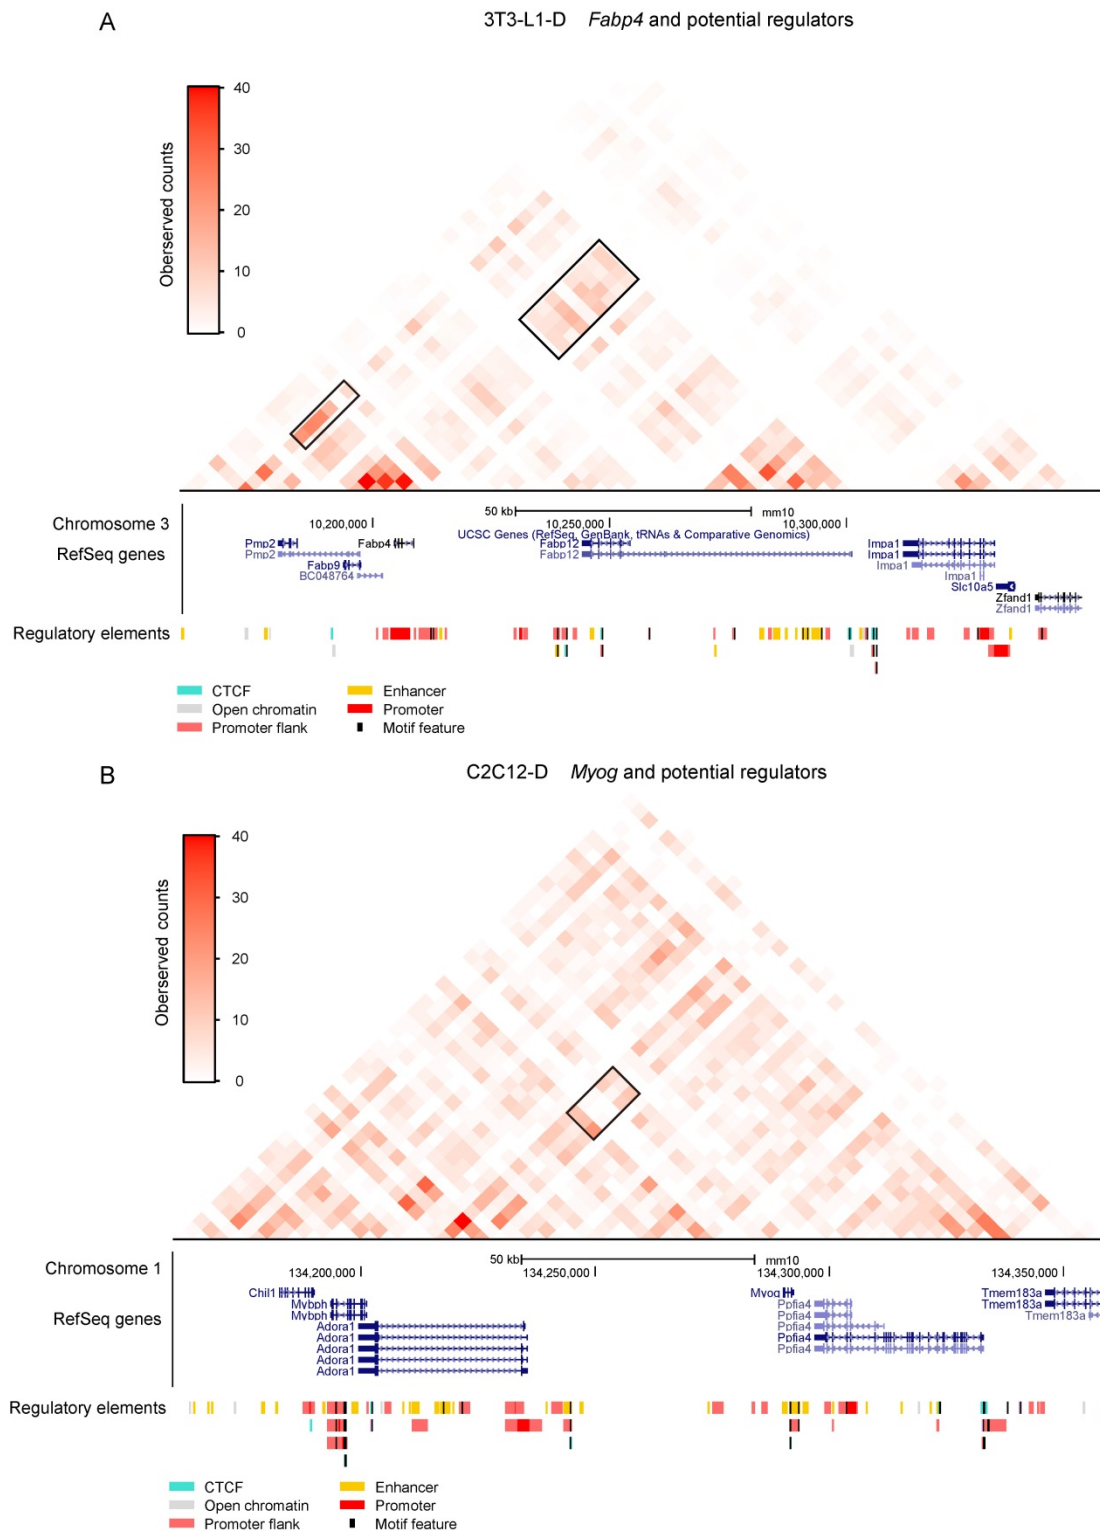 A 3T3-L1-D Fabp4 and potential regulators
40
30
20
10
0
Oberserved counts
Chromosome 3
50 kb mm10
10,200,000 10,250,000 10,300,000
UCSC Genes (RefSeq, GenBank, tRNAs & Comparative Genomics)
RefSeq genes
Pmp2 Fabp4 Fabp12 Impa1
Pmp2 Fabp12 Impa1
Fabp9 Impa1
BC048764 Impa1
Slc10a5
Zfand1
Zfand1
Regulatory elements
CTCF Enhancer
Open chromatin Promoter
Promoter flank Motif feature
B C2C12-D Myog and potential regulators
40
30
20
10
0
Oberserved counts
Chromosome 1
50 kb mm10
134,200,000 134,250,000 134,300,000 134,350,000
RefSeq genes
Chil1 Myog Tmem183a
Mybph Ppfia4 Tmem183a
Mybph Ppfia4 Tmem183a
Adora1 Ppfia4
Adora1 Ppfia4
Adora1 Ppfia4
Adora1
Adora1
Regulatory elements
CTCF Enhancer
Open chromatin Promoter
Promoter flank Motif feature